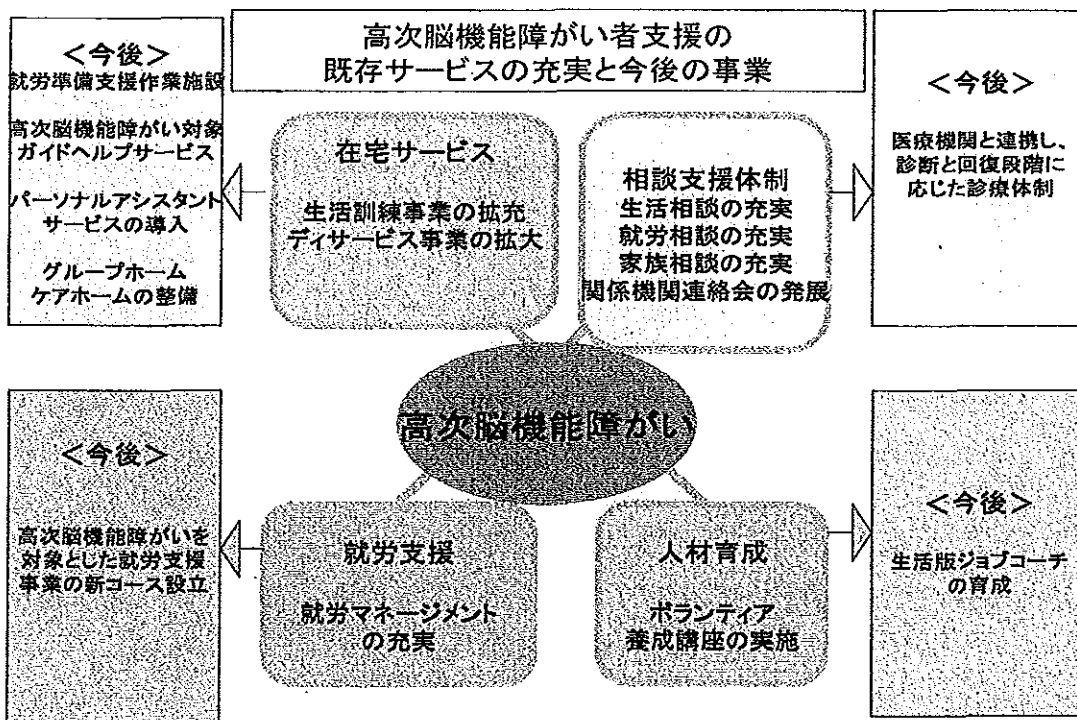 高次脳機能障がい者支援の
既存サービスの充実と今後の事業
＜今後＞
就労準備支援作業施設
高次脳機能障がい対象
ガイドヘルプサービス
パーソナルアシスタント
サービスの導入
グループホーム
ケアホームの整備
在宅サービス
生活訓練事業の拡充
ディサービス事業の拡大
相談支援体制
生活相談の充実
就労相談の充実
家族相談の充実
関係機関連絡会の発展
＜今後＞
医療機関と連携し、
診断と回復段階に
応じた診療体制
高次脳機能障がい
＜今後＞
高次脳機能障がいを
対象とした就労支援
事業の新コース設立
就労支援
就労マネージメント
の充実
人材育成
ボランティア
養成講座の実施
＜今後＞
生活版ジョブコーチ
の育成